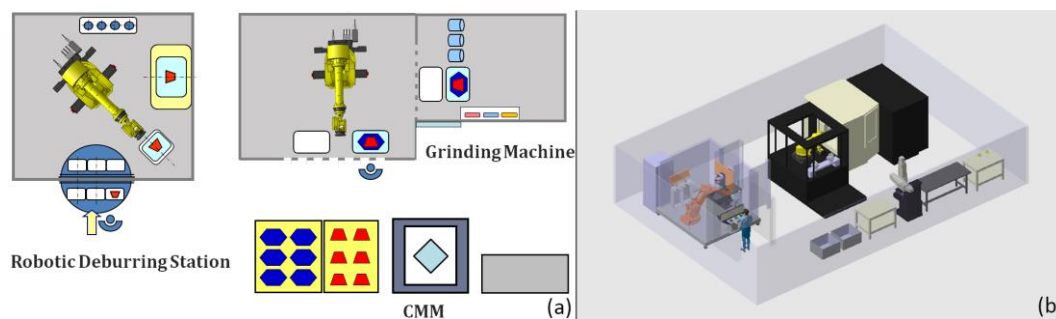 Grinding Machine
Robotic Deburring Station
CMM
(a)
(b